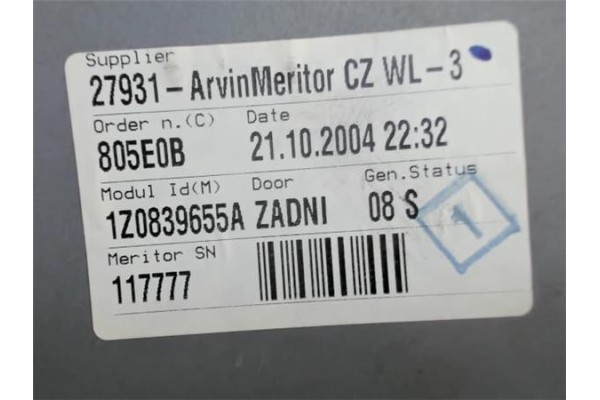 Supplier
27931-ArvinMeritor CZ WL-3
Order n.(C) Date
805E0B 21.10.2004 22:32
Modul Id(M) Door Gen.Status
1Z0839655A ZADNI 08 S
Meritor SN
117777
1